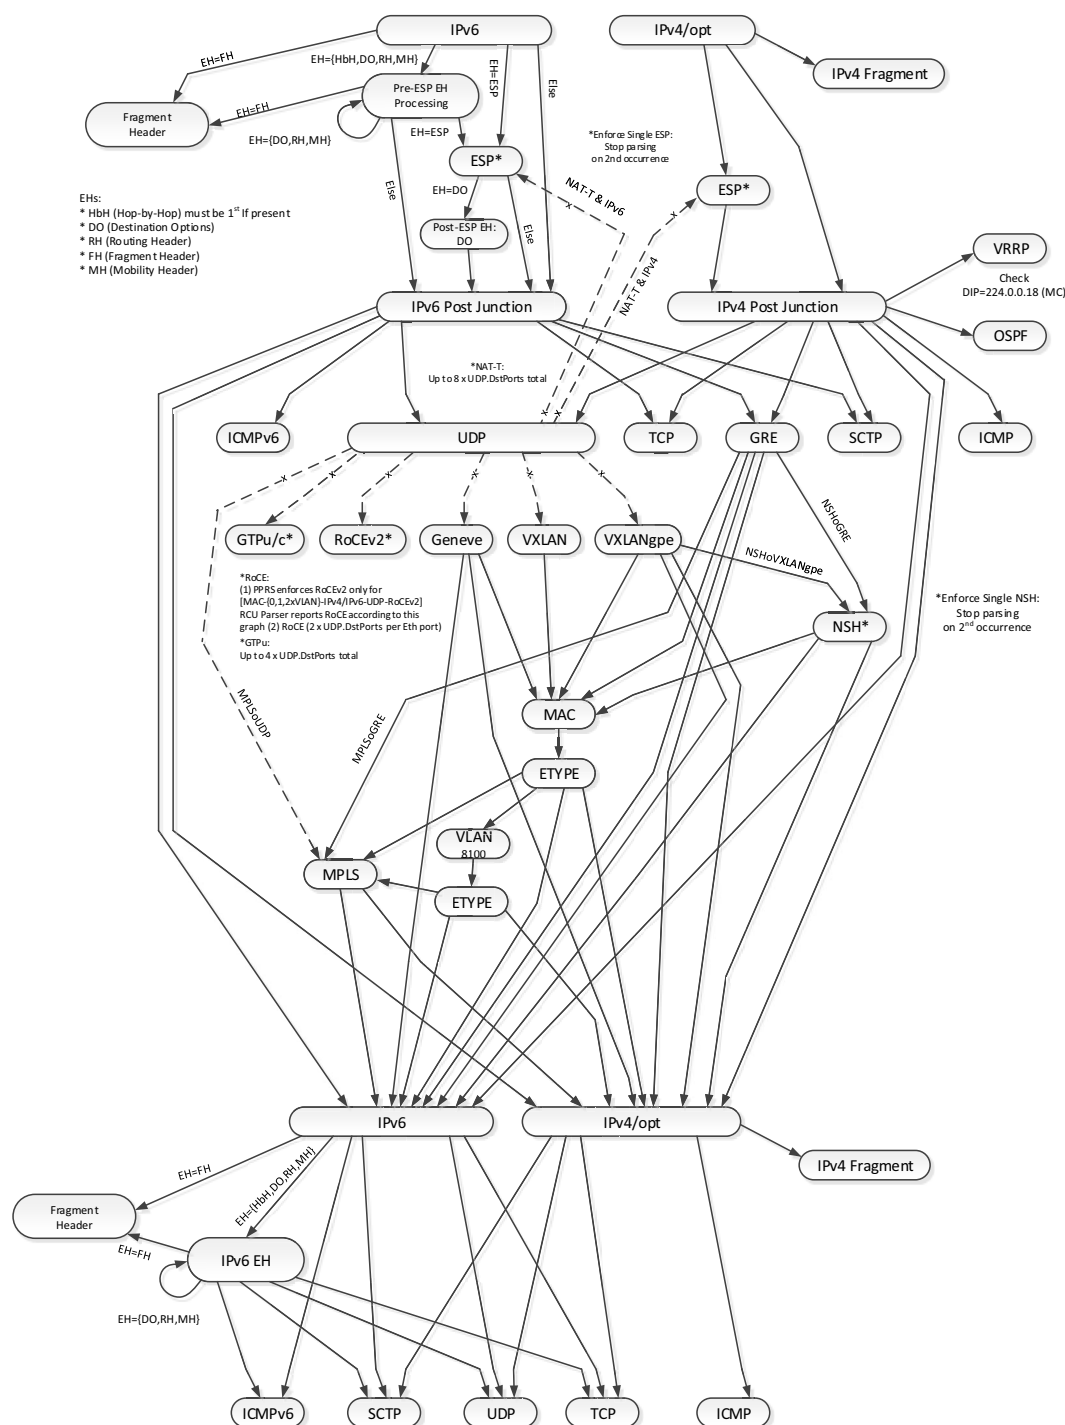 IPv6
IPv4/opt
EH=FH
EH={HbH,DO,RH,MH}
EH=ESP
Else
IPv4 Fragment
Pre-ESP EH
Processing
Fragment
Header
EH=FH
EH={DO,RH,MH}
EH=ESP
*Enforce Single ESP:
Stop parsing
on 2nd occurrence
ESP*
ESP*
EH=DO
Else
NAT-T & IPv6
EHs:
* HbH (Hop-by-Hop) must be 1st If present
* DO (Destination Options)
* RH (Routing Header)
* FH (Fragment Header)
* MH (Mobility Header)
Post-ESP EH:
DO
Else
NAT-T & IPv4
VRRP
Check
DIP=224.0.0.18 (MC)
IPv6 Post Junction
IPv4 Post Junction
OSPF
*NAT-T:
Up to 8 x UDP.DstPorts total
ICMPv6
UDP
TCP
GRE
SCTP
ICMP
x
x
x
x
x
x
x
x
x
x
NSHoGRE
GTPu/c*
RoCEv2*
Geneve
VXLAN
VXLANgpe
NSHoVXLANgpe
*RoCE:
(1) PPRS enforces RoCEv2 only for
[MAC-{0,1,2xVLAN}-IPv4/IPv6-UDP-RoCEv2]
RCU Parser reports RoCE according to this
graph (2) RoCE (2 x UDP.DstPorts per Eth port)
*GTPu:
Up to 4 x UDP.DstPorts total
*Enforce Single NSH:
Stop parsing
on 2nd occurrence
NSH*
MPLSoUDP
MPLSoGRE
MAC
ETYPE
VLAN
8100
MPLS
ETYPE
IPv6
IPv4/opt
EH=FH
EH={HbH,DO,RH,MH}
IPv4 Fragment
Fragment
Header
EH=FH
IPv6 EH
EH={DO,RH,MH}
ICMPv6
SCTP
UDP
TCP
ICMP